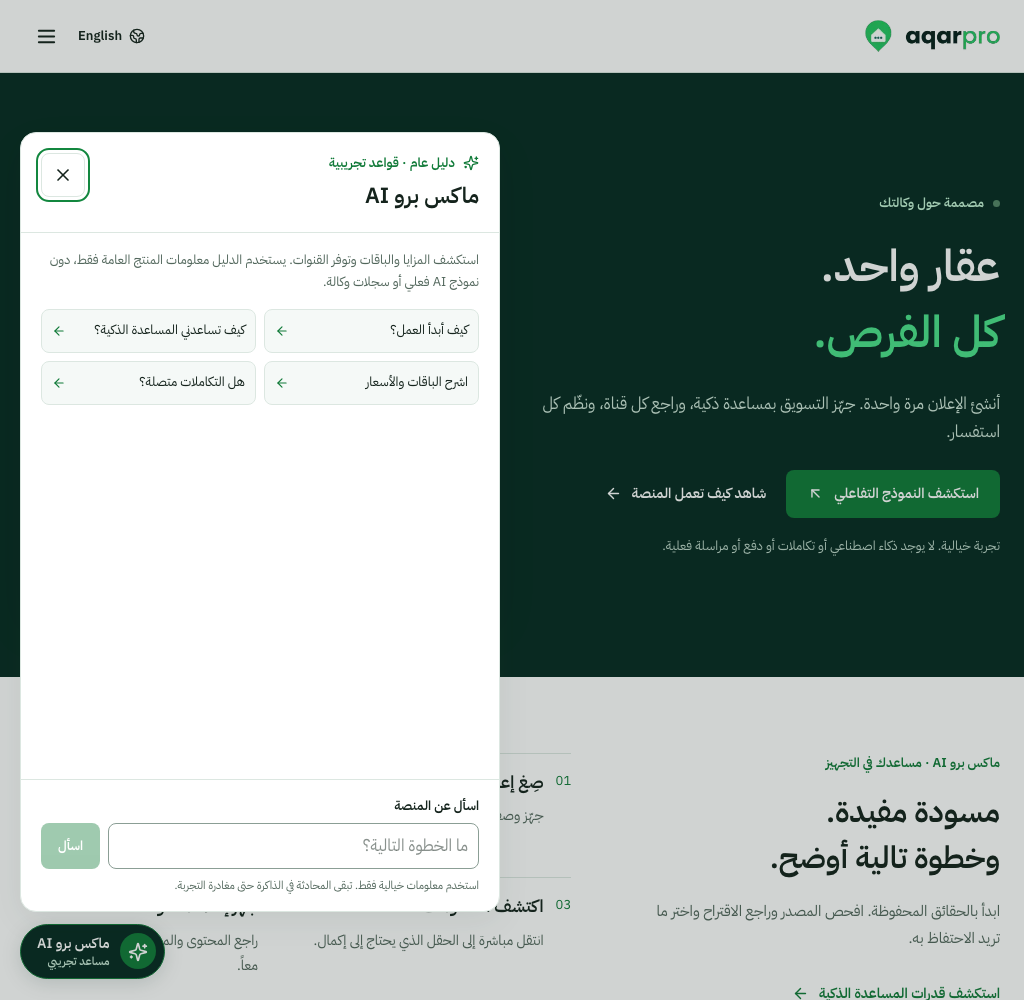 aqarpro
English
مصممة حول وكالتك
عقار واحد.
كل الفرص.
أنشئ الإعلان مرة واحدة. جهّز التسويق بمساعدة ذكية، وراجع كل قناة، ونظّم كل
استفسار.
استكشف النموذج التفاعلي
شاهد كيف تعمل المنصة
تجربة خيالية. لا يوجد ذكاء اصطناعي أو تكاملات أو دفع أو مراسلة فعلية.
دليل عام · قواعد تجريبية
ماكس برو AI
استكشف المزايا والباقات وتوفر القنوات. يستخدم الدليل معلومات المنتج العامة فقط، دون
نموذج AI فعلي أو سجلات وكالة.
كيف أبدأ العمل؟
كيف تساعدني المساعدة الذكية؟
اشرح الباقات والأسعار
هل التكاملات متصلة؟
اسأل عن المنصة
ما الخطوة التالية؟
اسأل
استخدم معلومات خيالية فقط. تبقى المحادثة في الذاكرة حتى مغادرة التجربة.
ماكس برو AI · مساعدك في التجهيز
مسودة مفيدة.
وخطوة تالية أوضح.
ابدأ بالحقائق المحفوظة. افحص المصدر وراجع الاقتراح واختر ما
تريد الاحتفاظ به.
استكشف قدرات المساعدة الذكية
01
صِغ
جهّز
03
اكتشف
انتقل مباشرة إلى الحقل الذي يحتاج إلى إكمال.
راجع المحتوى
معاً.
ماكس برو AI
مساعد تجريبي